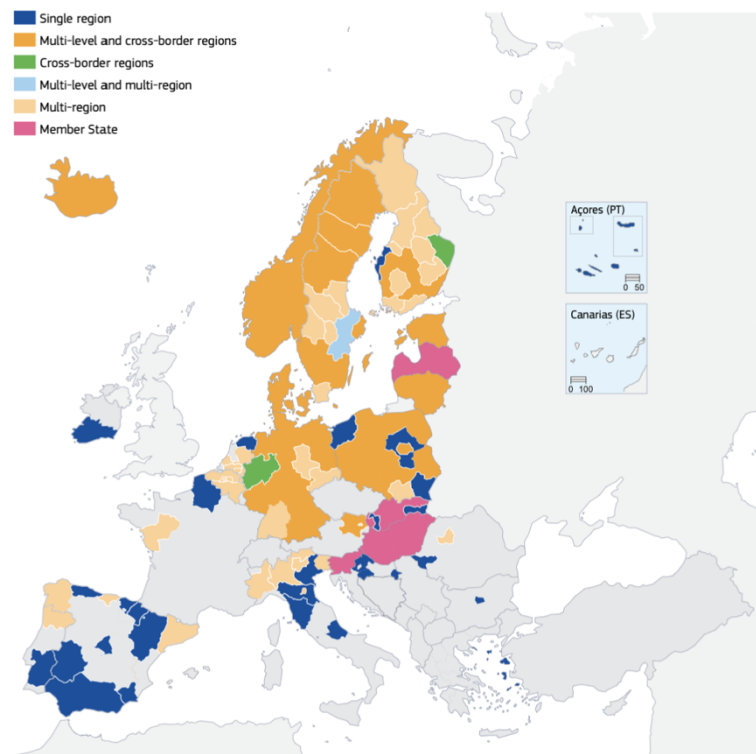 Single region
Multi-level and cross-border regions
Cross-border regions
Multi-level and multi-region
Multi-region
Member State
Açores (PT)
0 50
Canarias (ES)
0 100